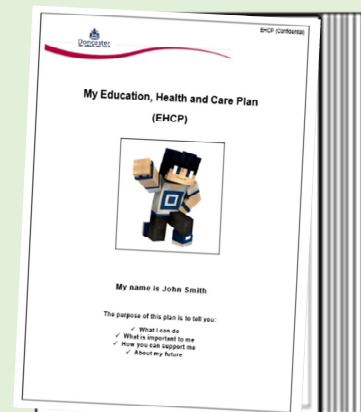 EHCP (Confidential)
Doncaster
My Education, Health and Care Plan
(EHCP)
My name is John Smith
The purpose of this plan is to tell you:
✓ What I can do
✓ What is important to me
✓ How you can support me
✓ About my future